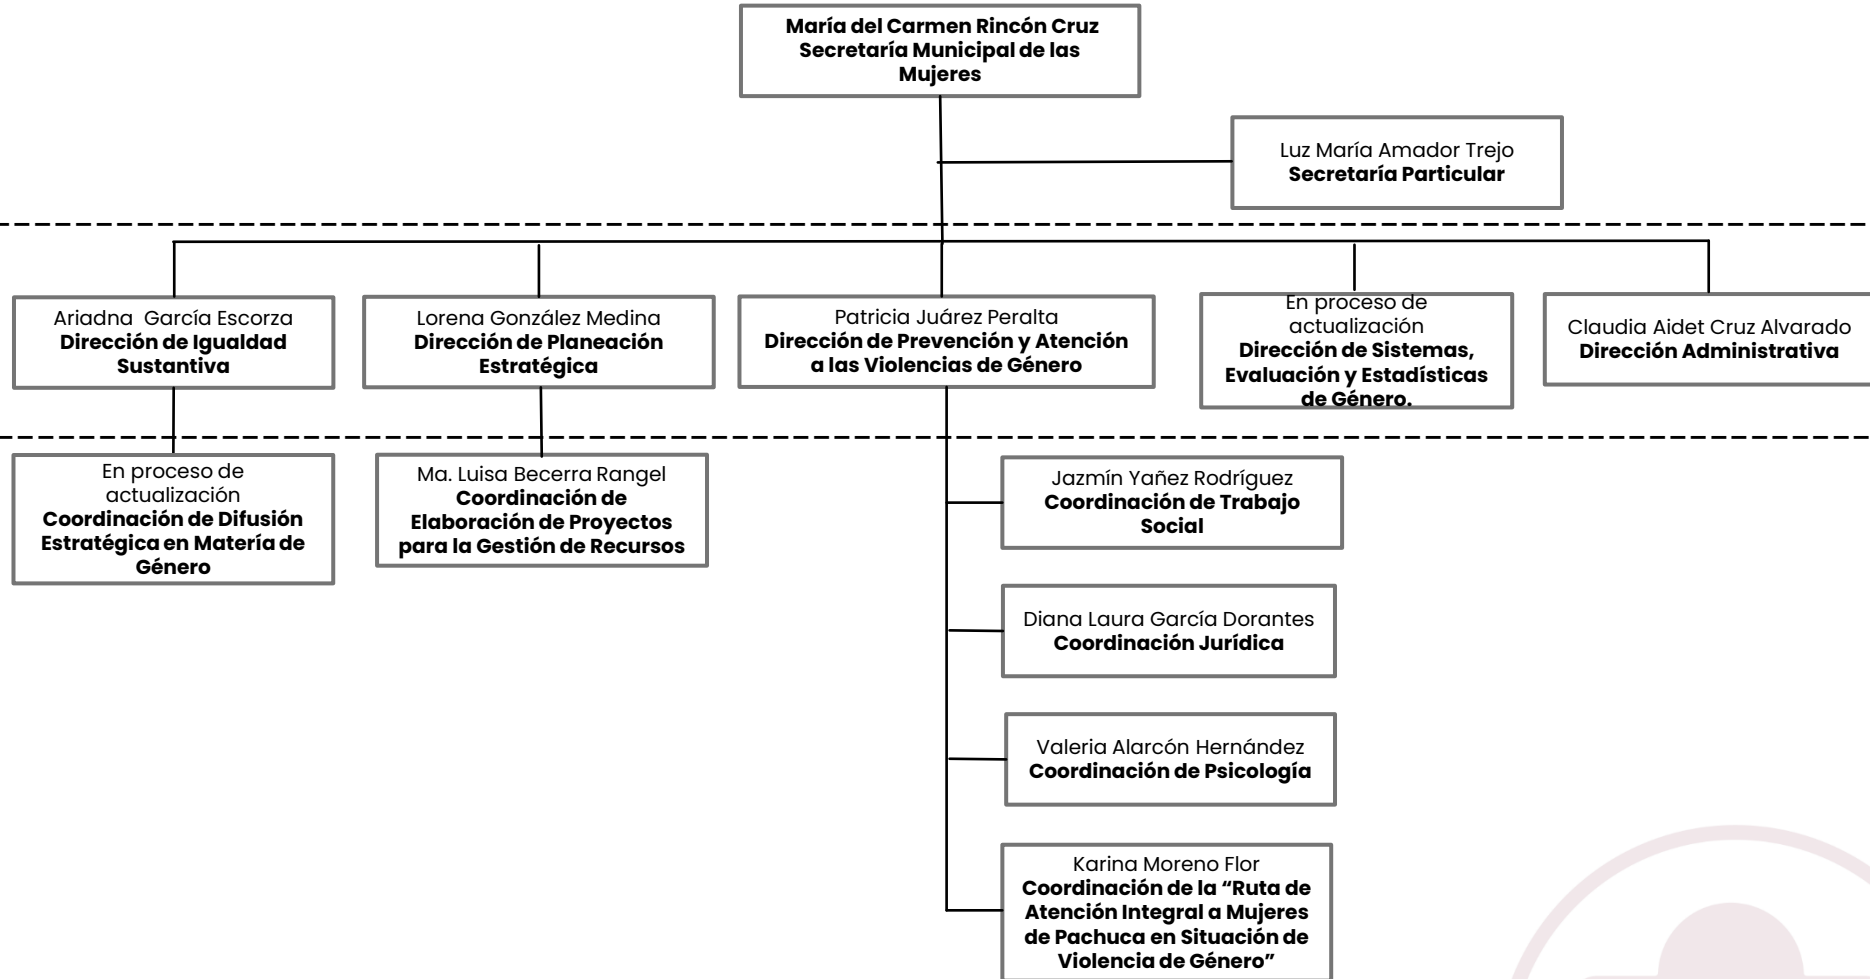 María del Carmen Rincón Cruz
Secretaría Municipal de las
Mujeres
Luz María Amador Trejo
Secretaría Particular
Ariadna García Escorza
Dirección de Igualdad
Sustantiva
Lorena González Medina
Dirección de Planeación
Estratégica
Patricia Juárez Peralta
Dirección de Prevención y Atención
a las Violencias de Género
En proceso de
actualización
Dirección de Sistemas,
Evaluación y Estadísticas
de Género.
Claudia Aidet Cruz Alvarado
Dirección Administrativa
En proceso de
actualización
Coordinación de Difusión
Estratégica en Matería de
Género
Ma. Luisa Becerra Rangel
Coordinación de
Elaboración de Proyectos
para la Gestión de Recursos
Jazmín Yañez Rodríguez
Coordinación de Trabajo
Social
Diana Laura García Dorantes
Coordinación Jurídica
Valeria Alarcón Hernández
Coordinación de Psicología
Karina Moreno Flor
Coordinación de la “Ruta de
Atención Integral a Mujeres
de Pachuca en Situación de
Violencia de Género”